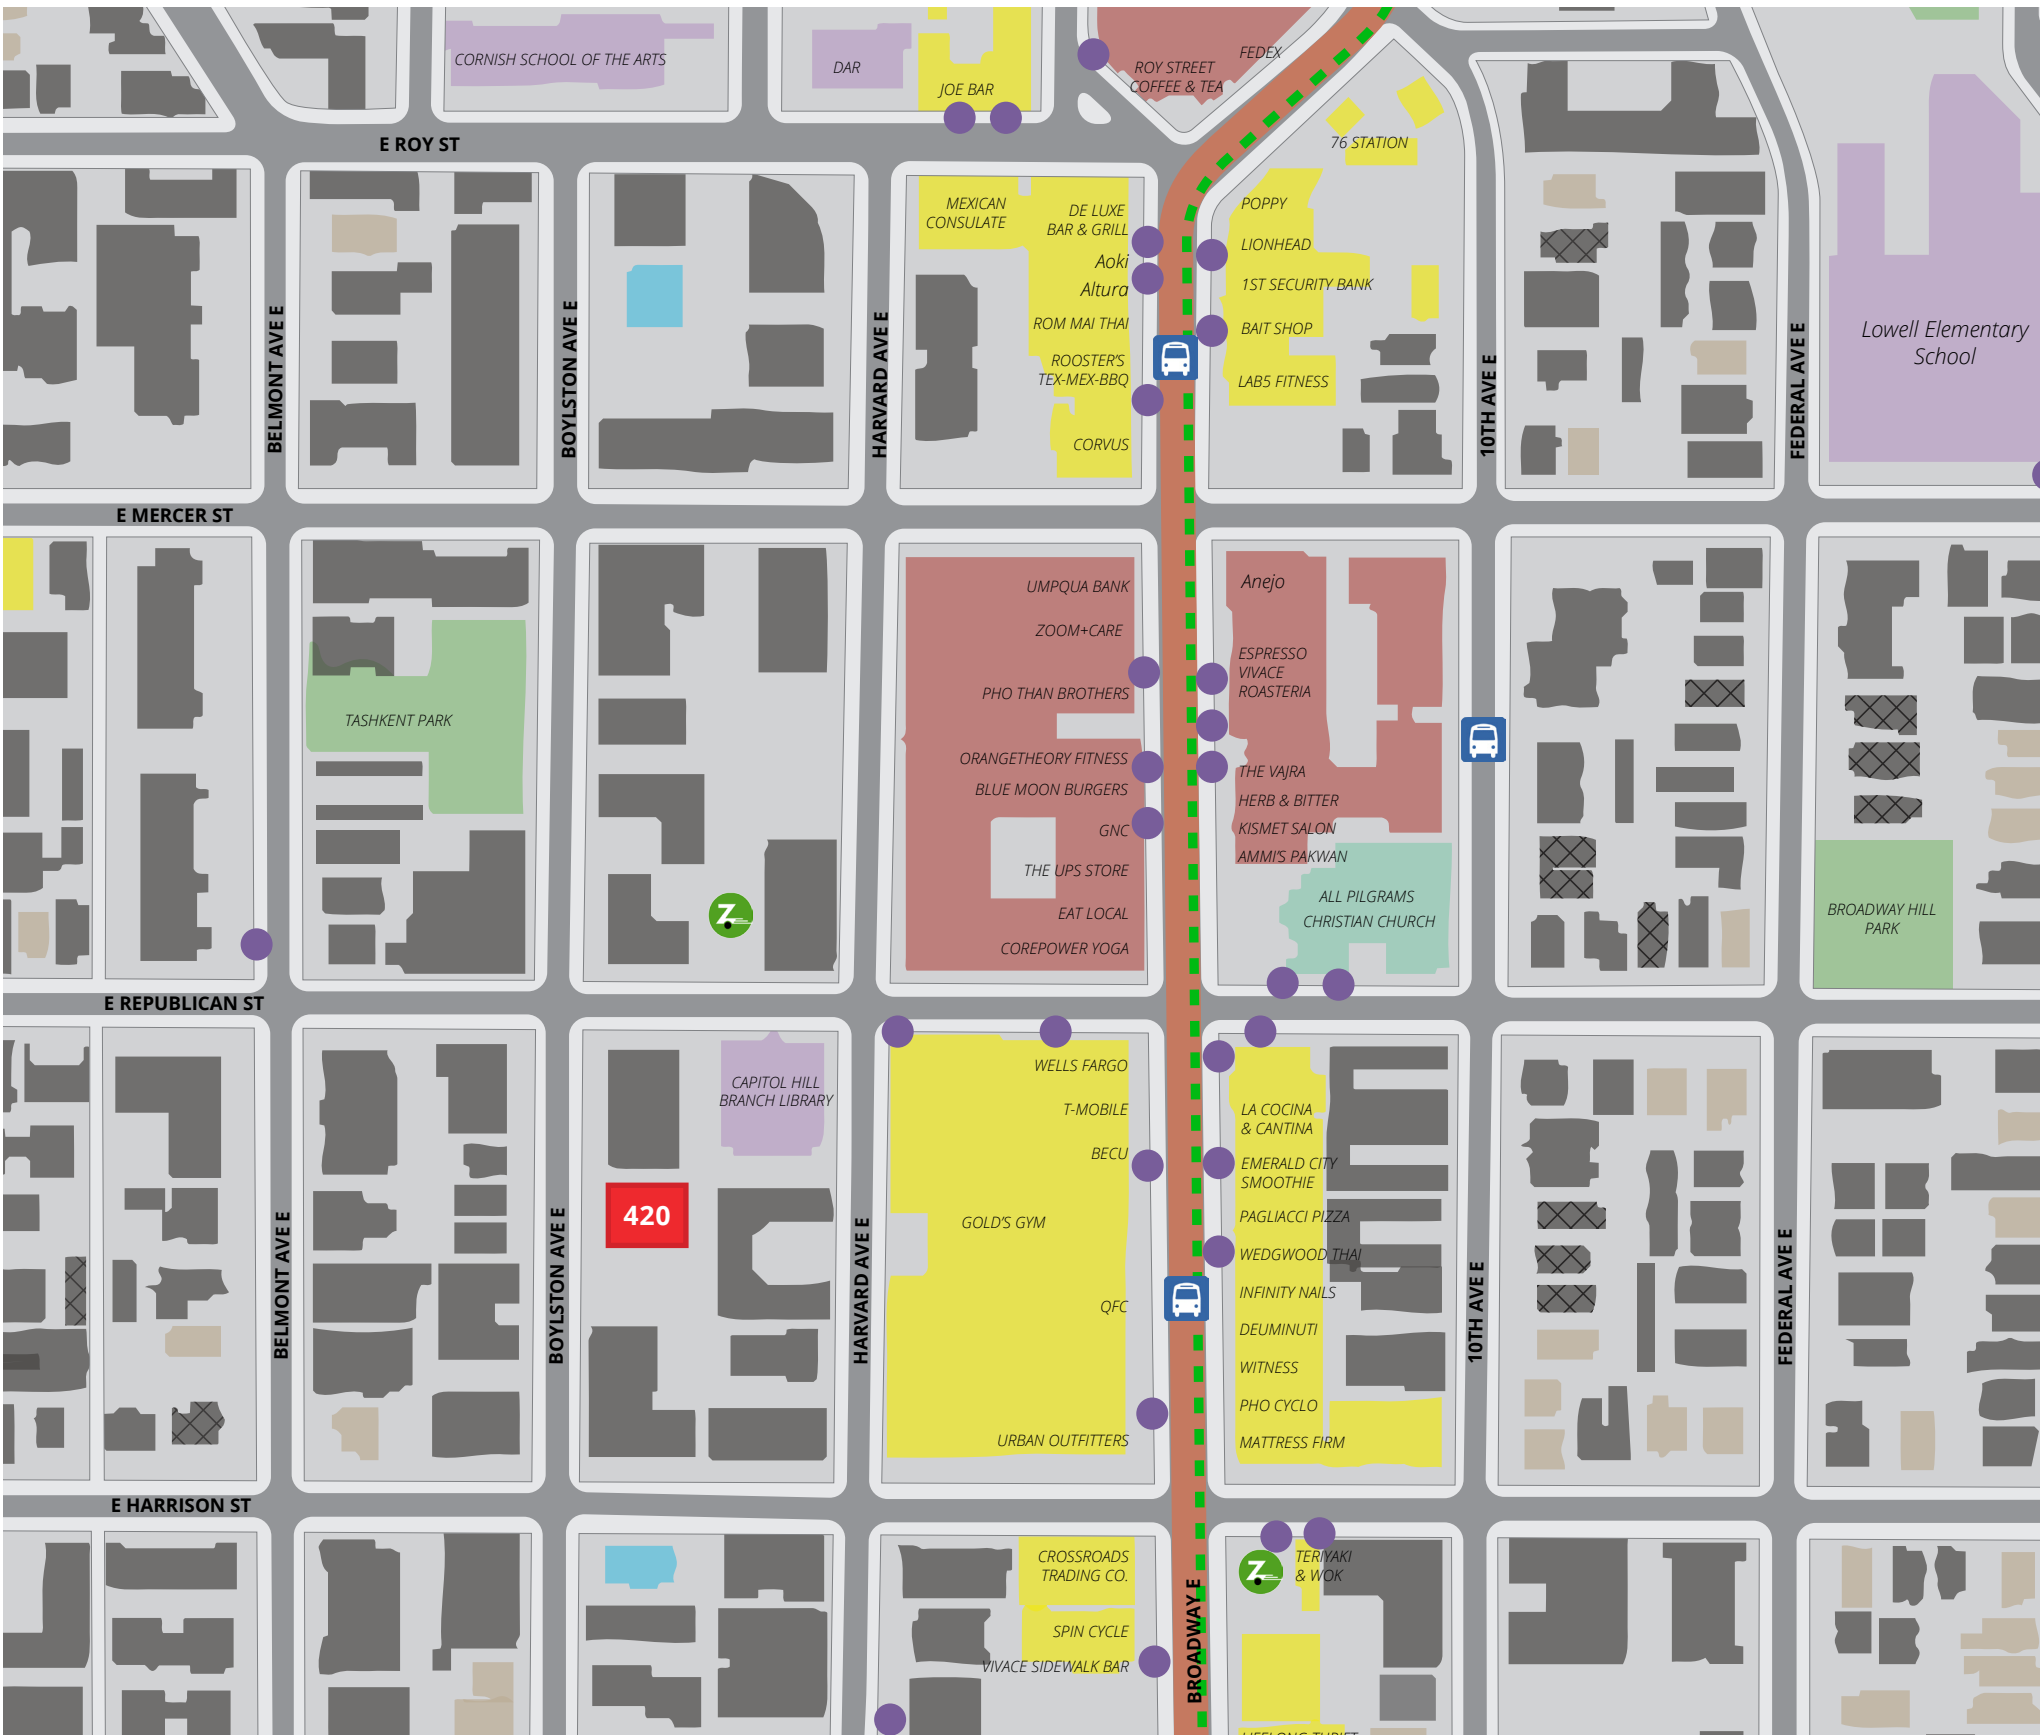 CORNISH SCHOOL OF THE ARTS
DAR
JOE BAR
FEDEX
ROY STREET
COFFEE & TEA
E ROY ST
76 STATION
MEXICAN
CONSULATE
DE LUXE
BAR & GRILL
Aoki
Altura
ROM MAI THAI
ROOSTER'S
TEX-MEX-BBQ
CORVUS
POPPY
LIONHEAD
1ST SECURITY BANK
BAIT SHOP
LAB5 FITNESS
BELMONT AVE E
BOYLSTON AVE E
HARVARD AVE E
10TH AVE E
FEDERAL AVE E
Lowell Elementary
School
E MERCER ST
TASHKENT PARK
UMPQUA BANK
ZOOM+CARE
PHO THAN BROTHERS
ORANGETHEORY FITNESS
BLUE MOON BURGERS
GNC
THE UPS STORE
EAT LOCAL
COREPOWER YOGA
Anejo
ESPRESSO
VIVACE
ROASTERIA
THE VAJRA
HERB & BITTER
KISMET SALON
AMMI'S PAKWAN
ALL PILGRAMS
CHRISTIAN CHURCH
BROADWAY HILL
PARK
Z
E REPUBLICAN ST
CAPITOL HILL
BRANCH LIBRARY
420
WELLS FARGO
T-MOBILE
BECU
GOLD'S GYM
QFC
URBAN OUTFITTERS
LA COCINA
& CANTINA
EMERALD CITY
SMOOTHIE
PAGLIACCI PIZZA
WEDGWOOD THAI
INFINITY NAILS
DEUMINUTI
WITNESS
PHO CYCLO
MATTRESS FIRM
BELMONT AVE E
BOYLSTON AVE E
HARVARD AVE E
10TH AVE E
FEDERAL AVE E
E HARRISON ST
CROSSROADS
TRADING CO.
SPIN CYCLE
VIVACE SIDEWALK BAR
BROADWAY E
Z
TERIYAKI
& WOK